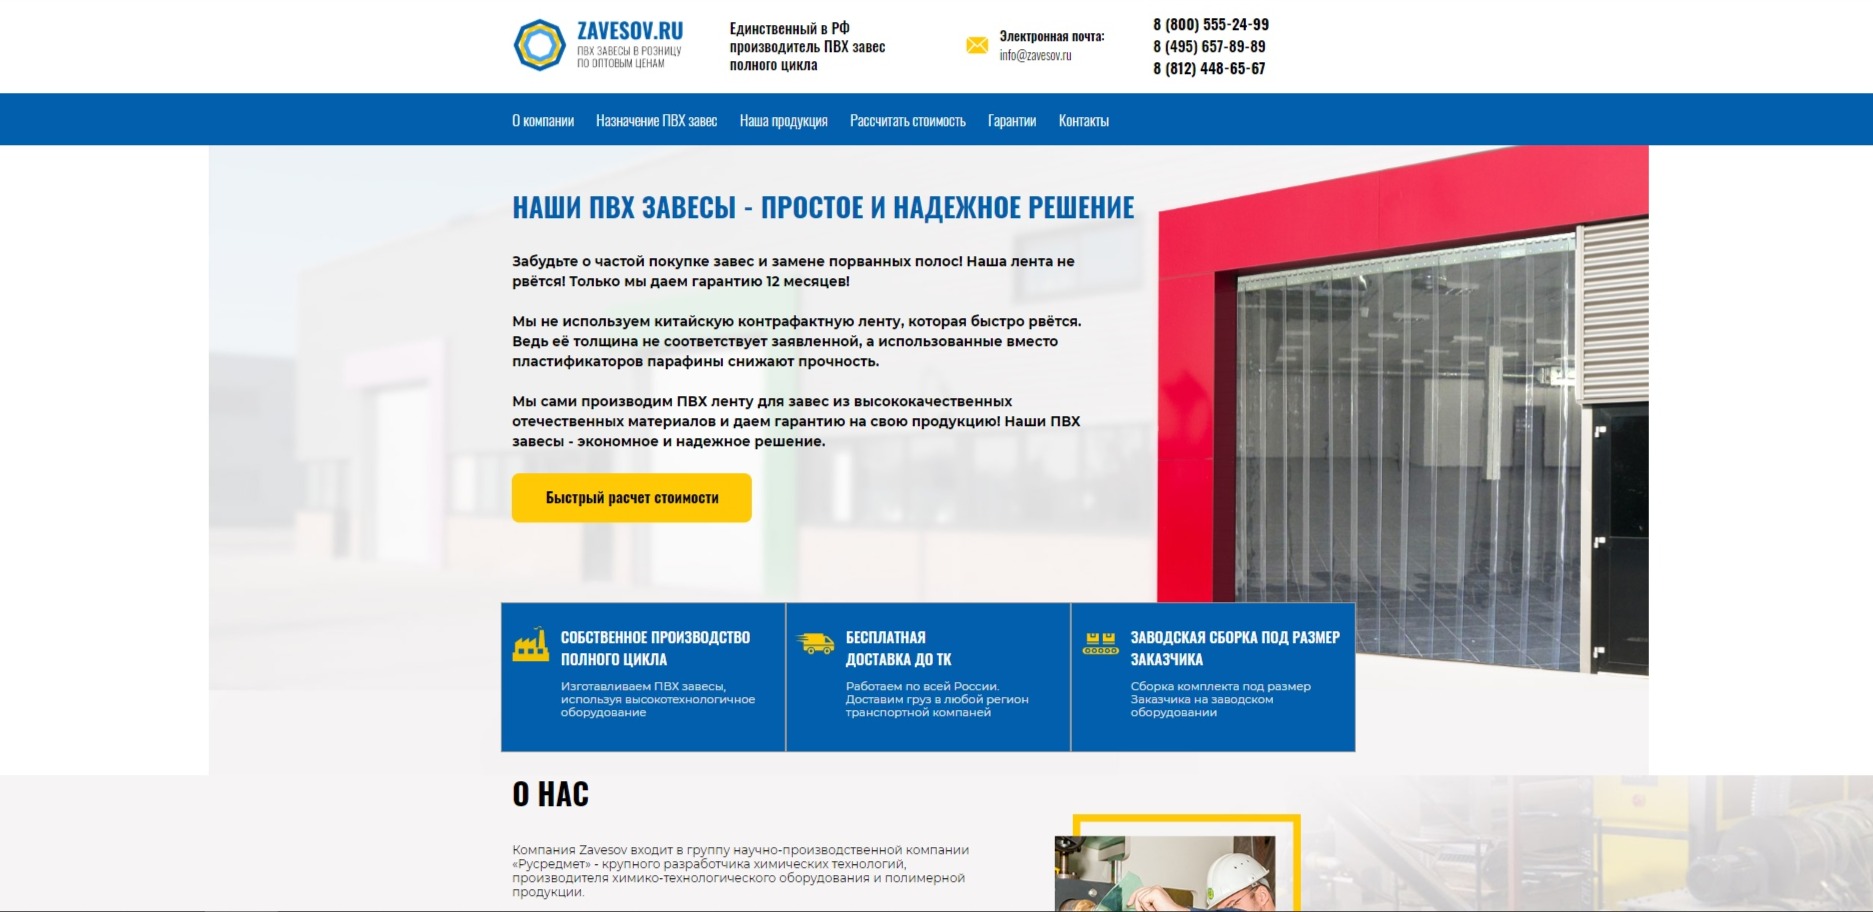 ZAVESOV.RU
ПВХ ЗАВЕСЫ В РОЗНИЦУ
ПО ОПТОВЫМ ЦЕНАМ
Единственный в РФ
производитель ПВХ завес
полного цикла
Электронная почта:
info@zavesov.ru
8 (800) 555-24-99
8 (495) 657-89-89
8 (812) 448-65-67
О компании Назначение ПВХ завес Наша продукция Рассчитать стоимость Гарантии Контакты
НАШИ ПВХ ЗАВЕСЫ - ПРОСТОЕ И НАДЕЖНОЕ РЕШЕНИЕ
Забудьте о частой покупке завес и замене порванных полос! Наша лента не
рвётся! Только мы даем гарантию 12 месяцев!
Мы не используем китайскую контрафактную ленту, которая быстро рвётся.
Ведь её толщина не соответствует заявленной, а использованные вместо
пластификаторов парафины снижают прочность.
Мы сами производим ПВХ ленту для завес из высококачественных
отечественных материалов и даем гарантию на свою продукцию! Наши ПВХ
завесы - экономное и надежное решение.
Быстрый расчет стоимости
СОБСТВЕННОЕ ПРОИЗВОДСТВО
ПОЛНОГО ЦИКЛА
Изготавливаем ПВХ завесы,
используя высокотехнологичное
оборудование
БЕСПЛАТНАЯ
ДОСТАВКА ДО ТК
Работаем по всей России.
Доставим груз в любой регион
транспортной компаней
ЗАВОДСКАЯ СБОРКА ПОД РАЗМЕР
ЗАКАЗЧИКА
Сборка комплекта под размер
Заказчика на заводском
оборудовании
О НАС
Компания Zavesov входит в группу научно-производственной компании
«Русредмет» - крупного разработчика химических технологий,
производителя химико-технологического оборудования и полимерной
продукции.